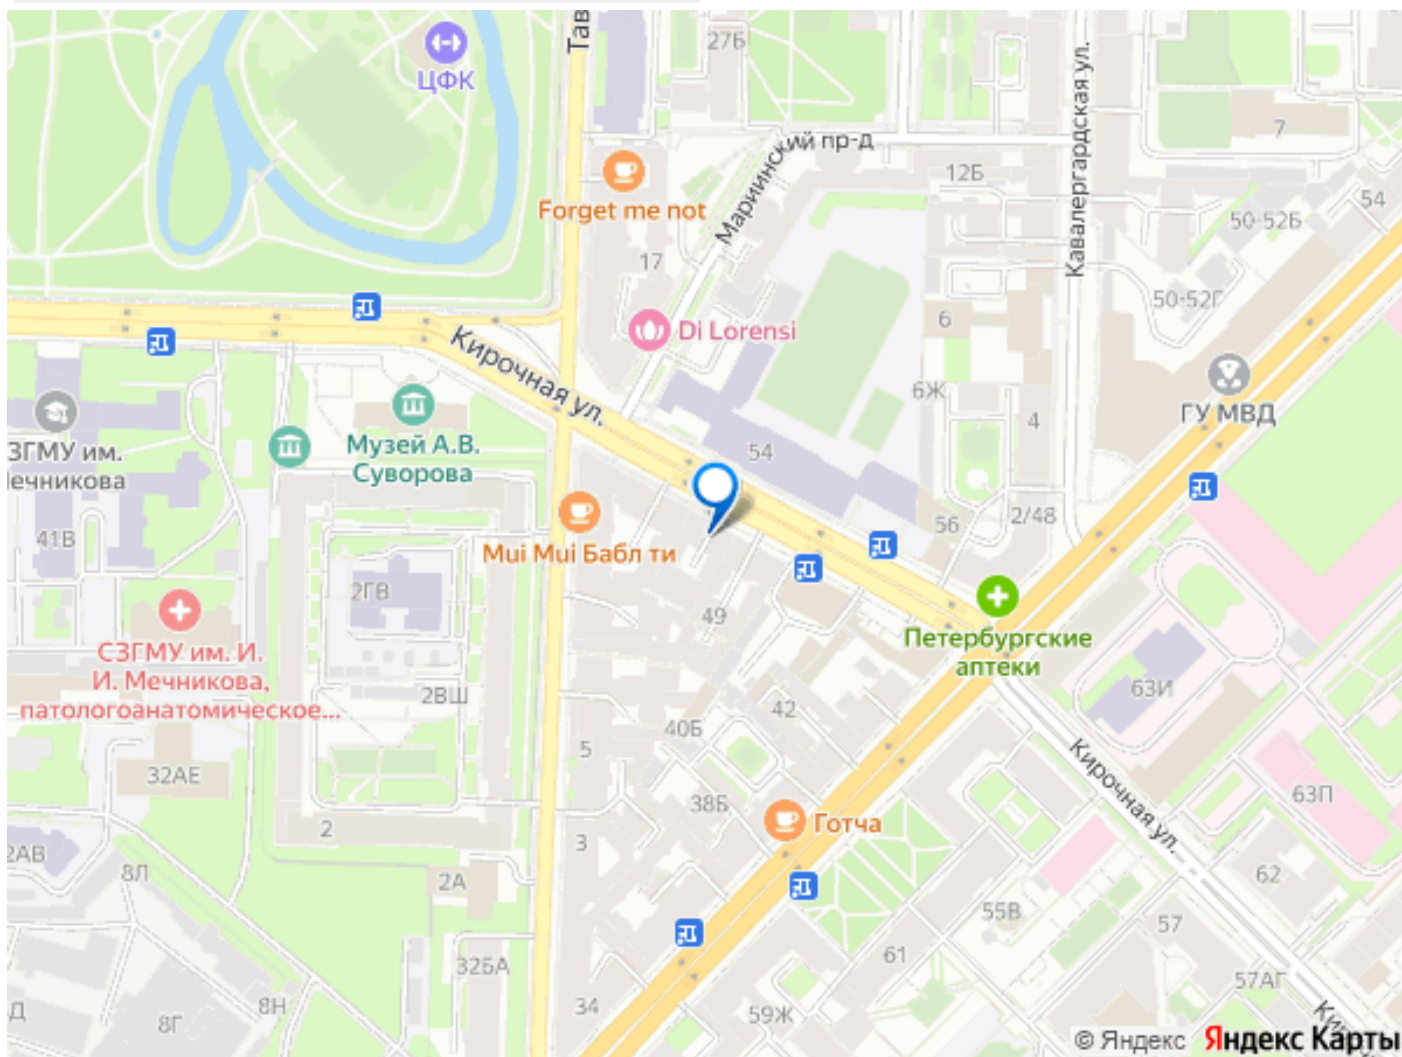 ЦФК
Тав
27Б
Кавалергардская ул.
7
Мариинский пр-д
12Б
54
Forget me not
50-52Б
17
50-52Г
6
Di Lorensi
Кирочная ул.
6Ж
ГУ МВД
4
Музей А.В.
Суворова
ЗГМУ им.
ечникова
54
56
2/48
41В
Mui Mui Бабл ти
2ГВ
49
Петербургские
аптеки
СЗГМУ им. И.
И. Мечникова,
патологоанатомическое...
63И
2ВШ
42
40Б
5
32АЕ
Кирочная ул.
63П
38Б
Готча
2
3
2АВ
8Л
2А
62
55В
57
61
32БА
57АГ
8Н
34
59Ж
Д
8Г
Ки
© Яндекс Яндекс Карты